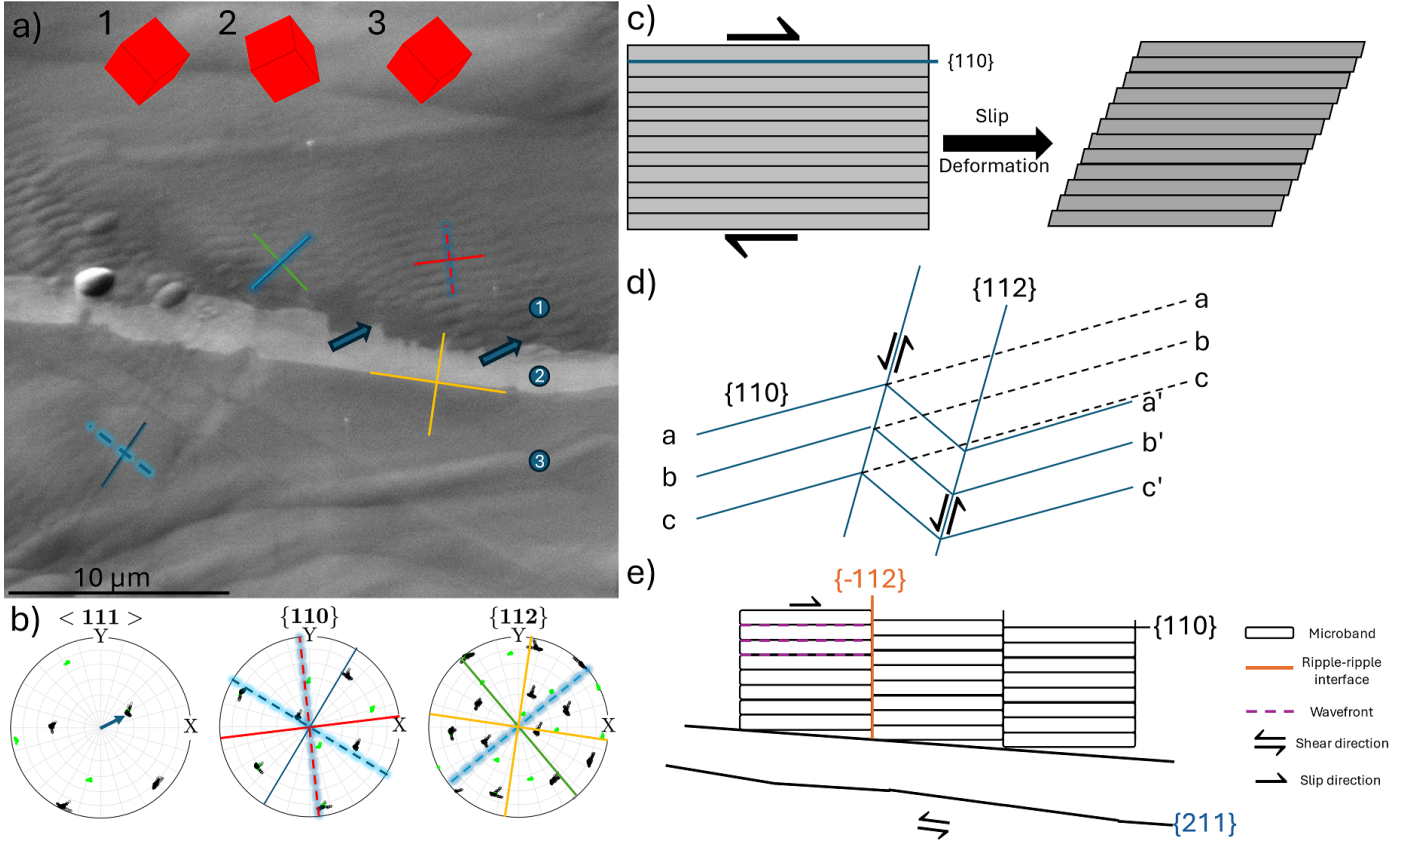 a)
1
2
3
1
2
3
10 µm
b)
< 111 >
Y
X
{110}
Y
X
{112}
Y
X
c)
{110}
Slip
Deformation
d)
{112}
{110}
a
b
c
a
b
c
a'
b'
c'
e)
{-112}
{110}
{211}
Microband
Ripple-ripple
interface
Wavefront
Shear direction
Slip direction